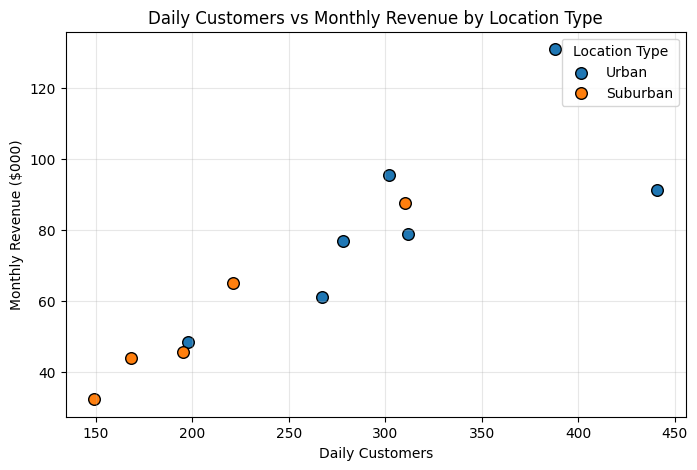 Daily Customers vs Monthly Revenue by Location Type
Monthly Revenue ($000)
120
100
80
60
40
Location Type
Urban
Suburban
150 200 250 300 350 400 450
Daily Customers